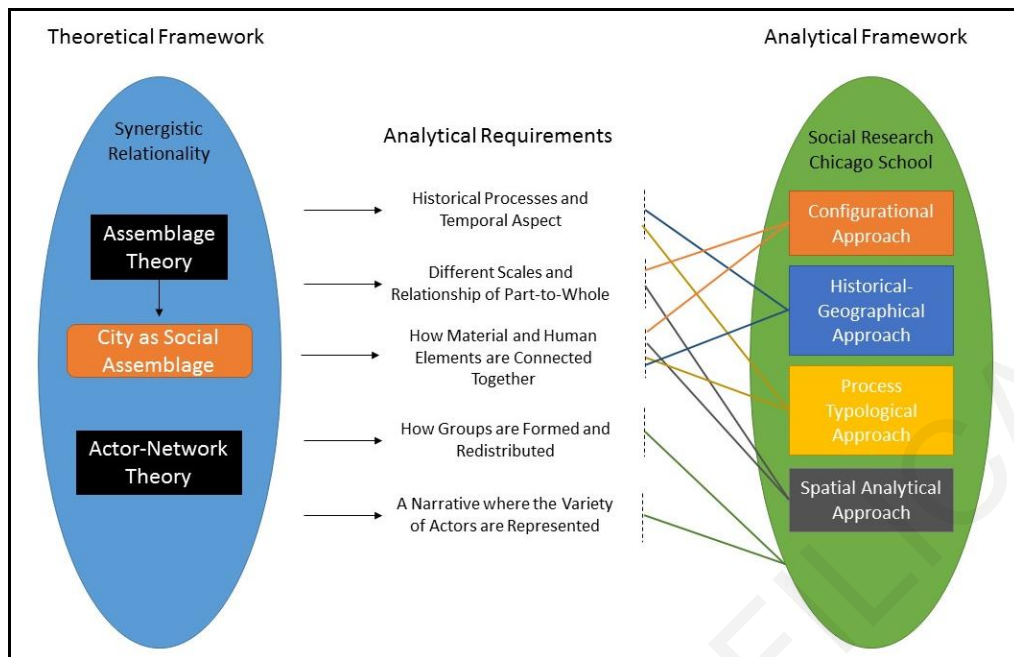 Theoretical Framework
Analytical Framework
Synergistic
Relationality
Assemblage
Theory
City as Social
Assemblage
Actor-Network
Theory
Analytical Requirements
Historical Processes and
Temporal Aspect
Different Scales and
Relationship of Part-to-Whole
How Material and Human
Elements are Connected
Together
How Groups are Formed and
Redistributed
A Narrative where the Variety
of Actors are Represented
Social Research
Chicago School
Configurational
Approach
Historical-
Geographical
Approach
Process
Typological
Approach
Spatial Analytical
Approach